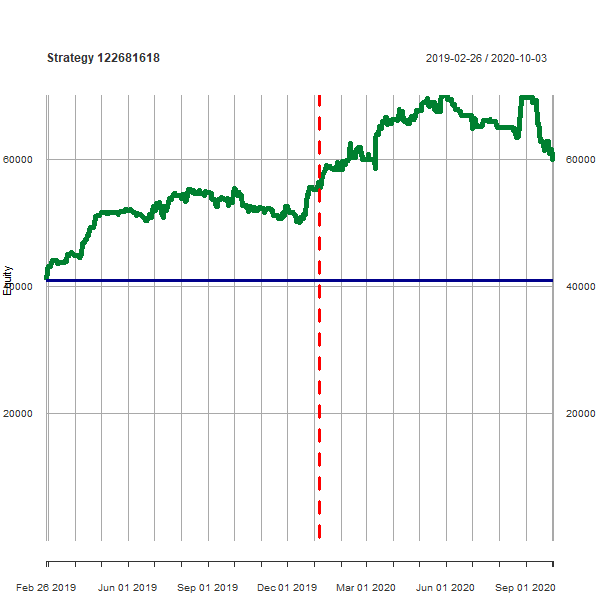 Strategy 122681618
2019-02-26 / 2020-10-03
60000
60000
Equity
40000
40000
20000
20000
Feb 26 2019
Jun 01 2019
Sep 01 2019
Dec 01 2019
Mar 01 2020
Jun 01 2020
Sep 01 2020